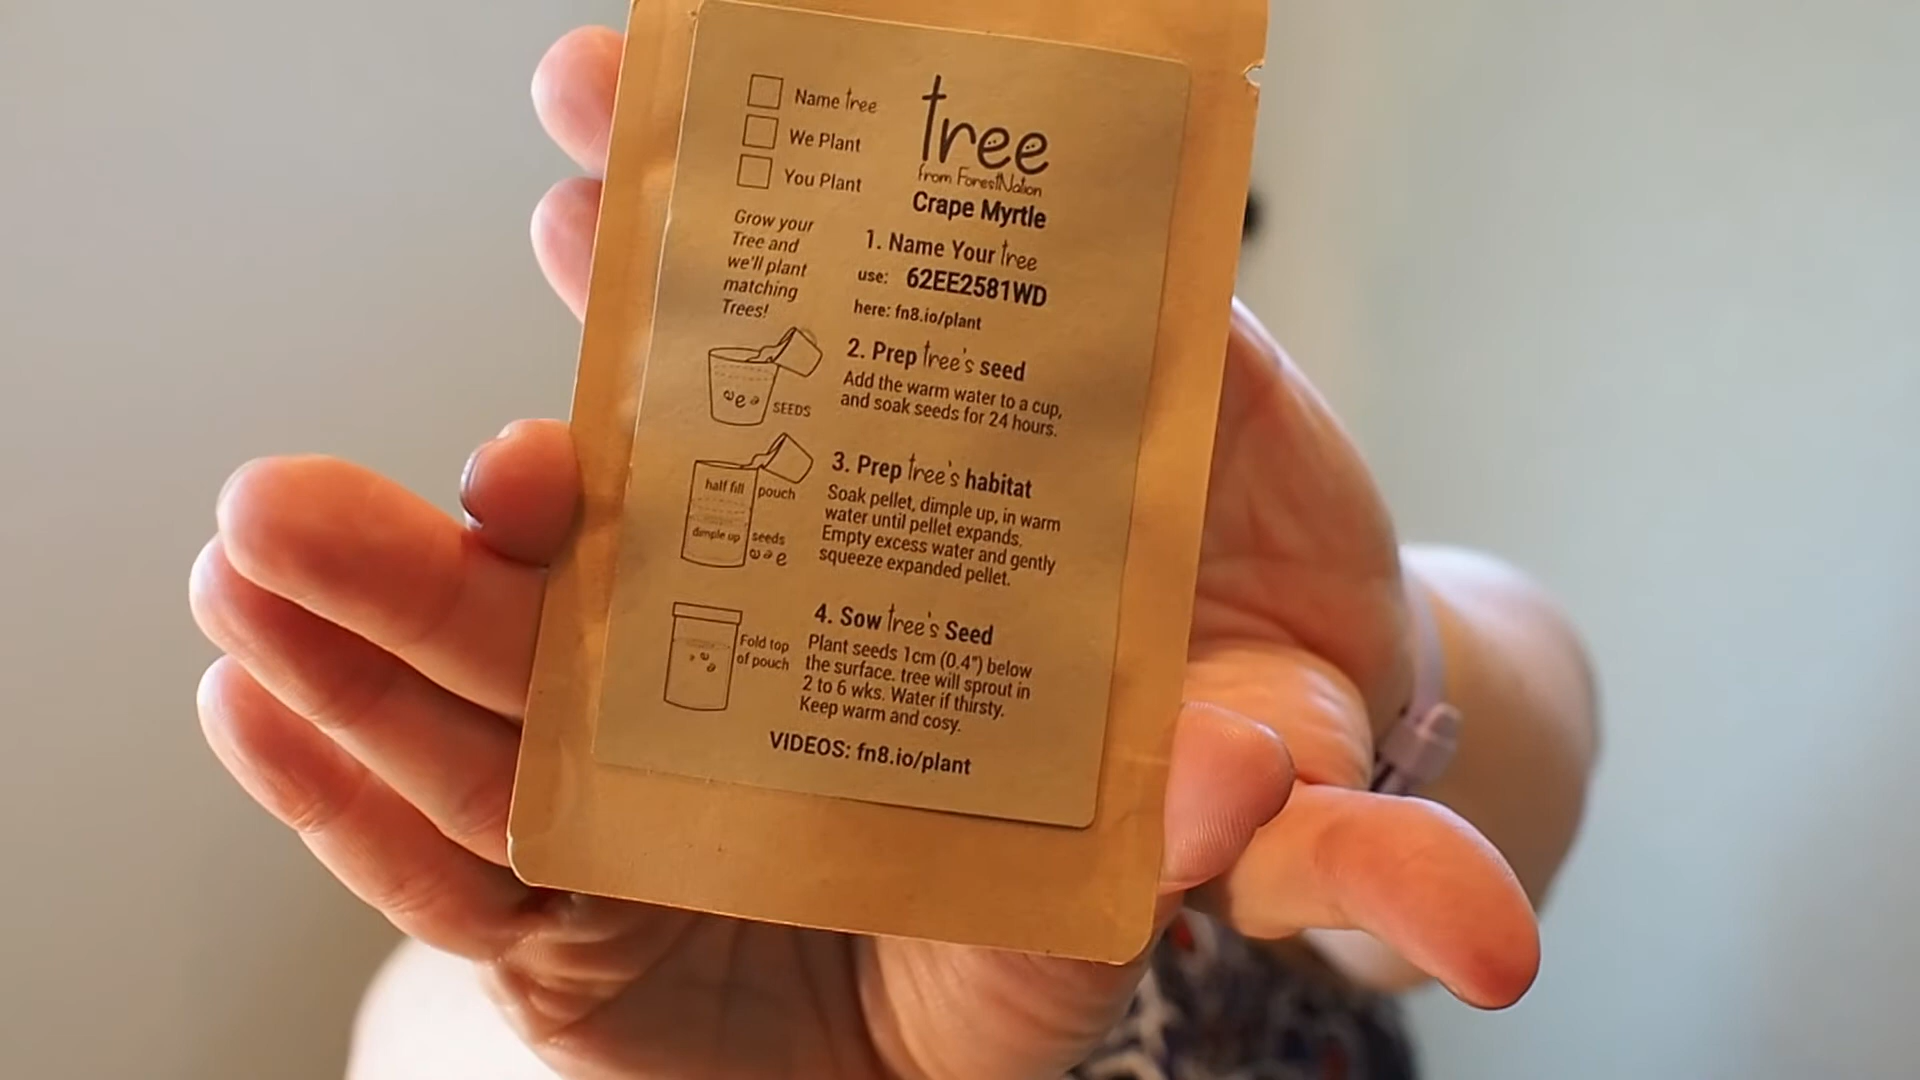 Name tree
We Plant
You Plant
tree
from ForestNation
Crape Myrtle
Grow your
Tree and
we'll plant
matching
Trees!
1. Name Your tree
use: 62EE2581WD
here: fn8.io/plant
SEEDS
2. Prep tree's seed
Add the warm water to a cup,
and soak seeds for 24 hours.
half fill pouch
dimple up seeds
3. Prep tree's habitat
Soak pellet, dimple up, in warm
water until pellet expands.
Empty excess water and gently
squeeze expanded pellet.
Fold top
of pouch
4. Sow tree's Seed
Plant seeds 1cm (0.4") below
the surface. tree will sprout in
2 to 6 wks. Water if thirsty.
Keep warm and cosy.
VIDEOS: fn8.io/plant